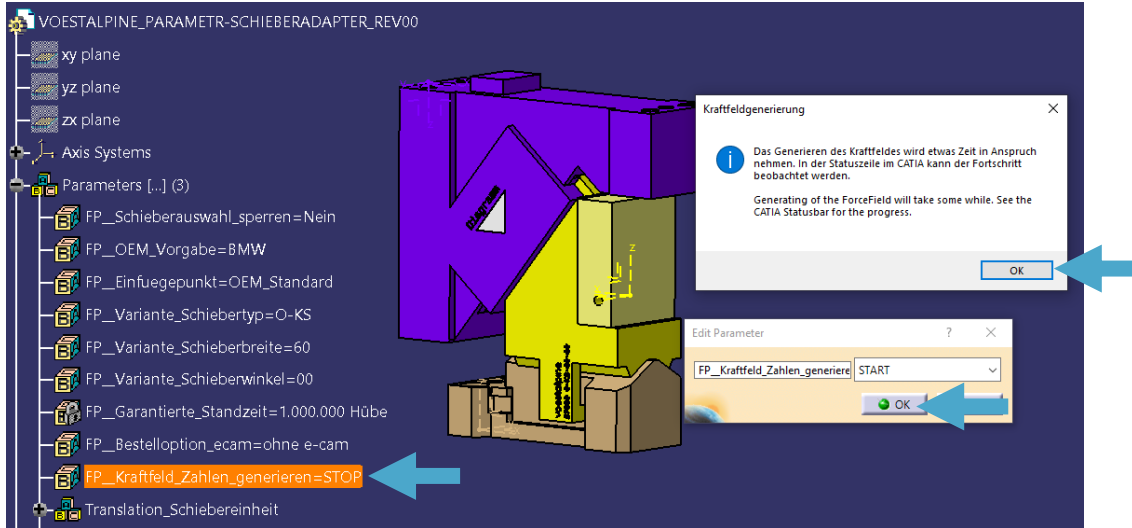 VOESTALPINE_PARAMETR-SCHIEBERADAPTER_REV00
xy plane
yz plane
zx plane
Axis Systems
Parameters [...] (3)
FP__Schieberauswahl_sperren=Nein
FP__OEM_Vorgabe=BMW
FP__Einfuegepunkt=OEM_Standard
FP__Variante_Schiebertyp=O-KS
FP__Variante_Schieberbreite=60
FP__Variante_Schieberwinkel=00
FP__Garantierte_Standzeit=1.000.000 Hübe
FP__Bestelloption_ecam=ohne e-cam
FP__Kraftfeld_Zahlen_generieren=STOP
Translation_Schiebereinheit
z
Kraftfeldgenerierung
Das Generieren des Kraftfeldes wird etwas Zeit in Anspruch
nehmen. In der Statuszeile im CATIA kann der Fortschritt
beobachtet werden.
Generating of the ForceField will take some while. See the
CATIA Statusbar for the progress.
OK
Edit Parameter
?
FP__Kraftfeld_Zahlen_generiere
START
OK